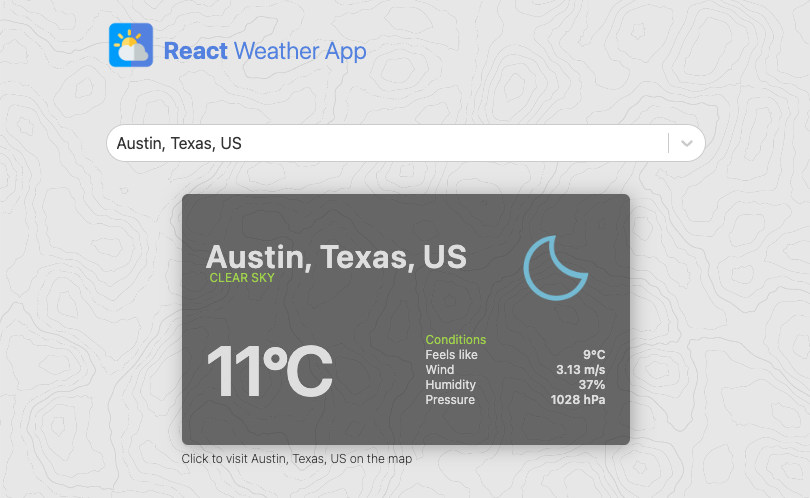 React Weather App
Austin, Texas, US
Austin, Texas, US
CLEAR SKY
11°C
Conditions
Feels like 9°C
Wind 3.13 m/s
Humidity 37%
Pressure 1028 hPa
Click to visit Austin, Texas, US on the map